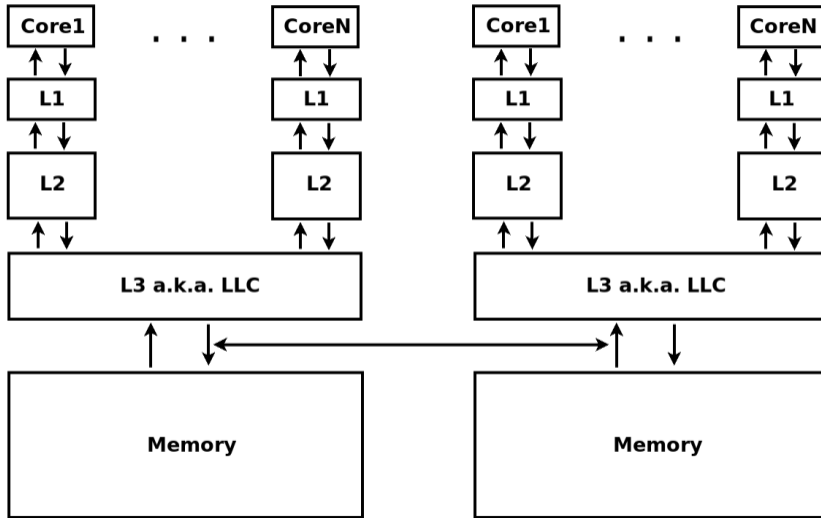 Core1 . . . CoreN Core1 . . . CoreN
L1 L1 L1 L1
L2 L2 L2 L2
L3 a.k.a. LLC L3 a.k.a. LLC
Memory Memory